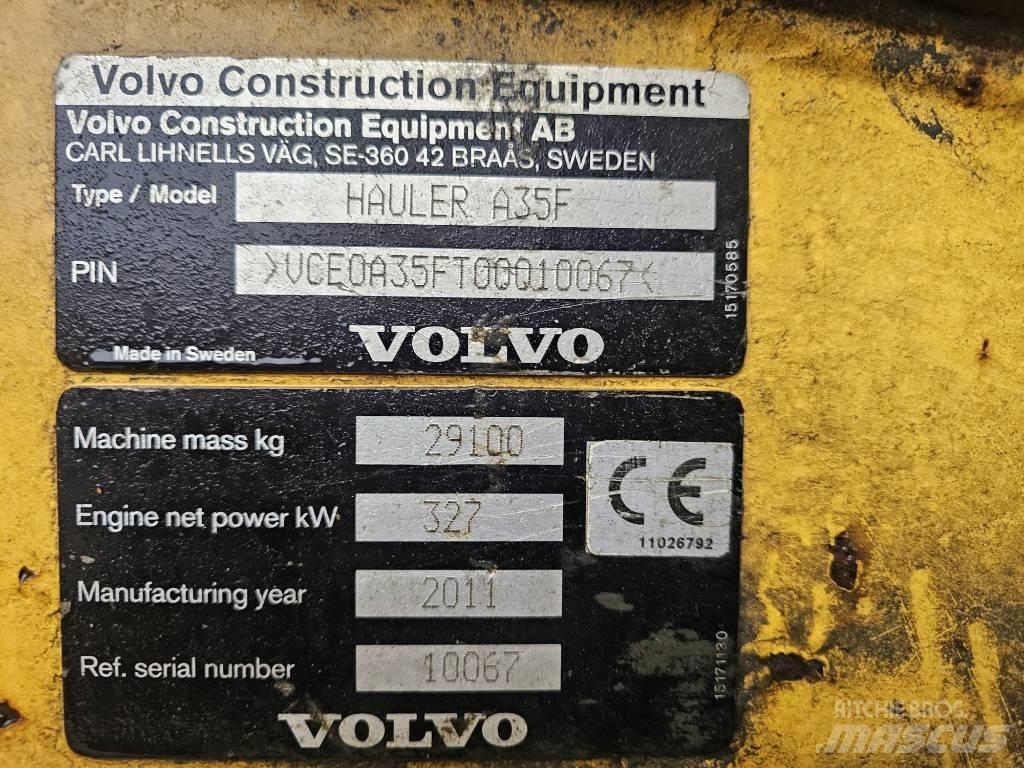 Volvo Construction Equipment
Volvo Construction Equipment AB
CARL LIHNELLS VÄG, SE-360 42 BRAÅS, SWEDEN
Type / Model HAULER A35F
PIN >VCE0A35FT00010067<
15170585
Made in Sweden VOLVO
Machine mass kg 29100
CE
Engine net power kW 327
11026792
Manufacturing year 2011
Ref. serial number 10067
15171130
VOLVO
RITCHIE BROS.
MASCUS